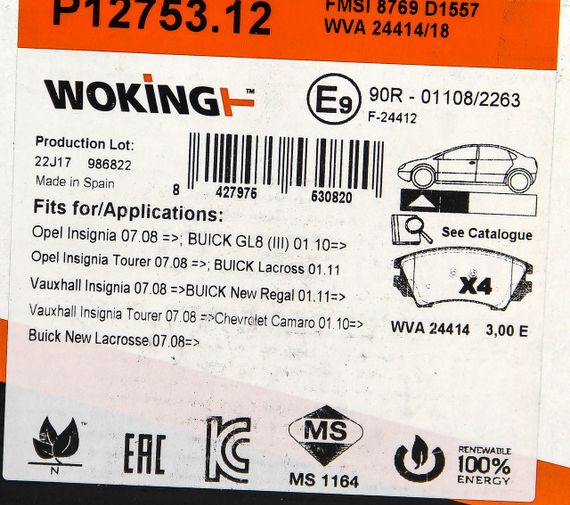 P12753.12
FMSI 8769 D1557
WVA 24414/18
WOKING™
E9
90R - 01108/2263
F-24412
Production Lot:
22J17 986822
Made in Spain
8 427975 530820
Fits for/Applications:
Opel Insignia 07.08 =>; BUICK GL8 (III) 01.10=>
Opel Insignia Tourer 07.08 =>; BUICK Lacross 01.11
Vauxhall Insignia 07.08 =>BUICK New Regal 01.11=>
Vauxhall Insignia Tourer 07.08 =>Chevrolet Camaro 01.10=>
Buick New Lacrosse 07.08=>
See Catalogue
X4
WVA 24414 3,00 E
N
EAC
KC
MS
MS 1164
RENEWABLE
100%
ENERGY